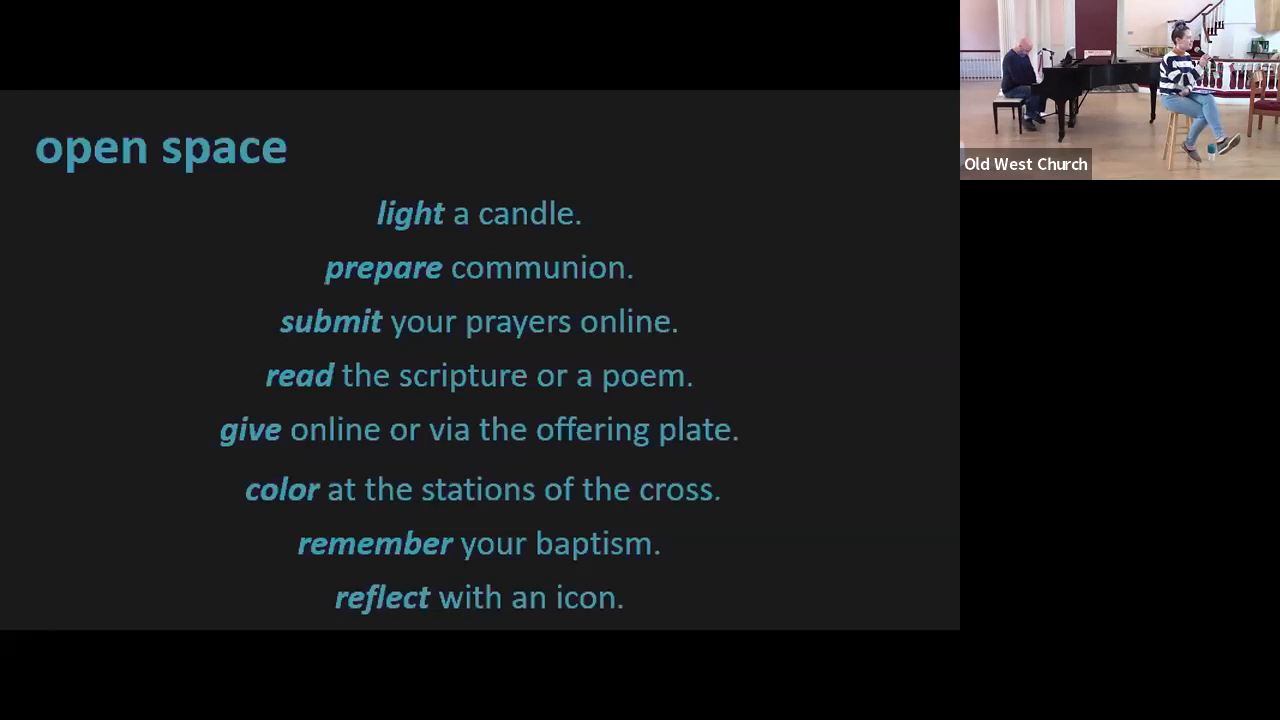 open space
light a candle.
prepare communion.
submit your prayers online.
read the scripture or a poem.
give online or via the offering plate.
color at the stations of the cross.
remember your baptism.
reflect with an icon.
Old West Church